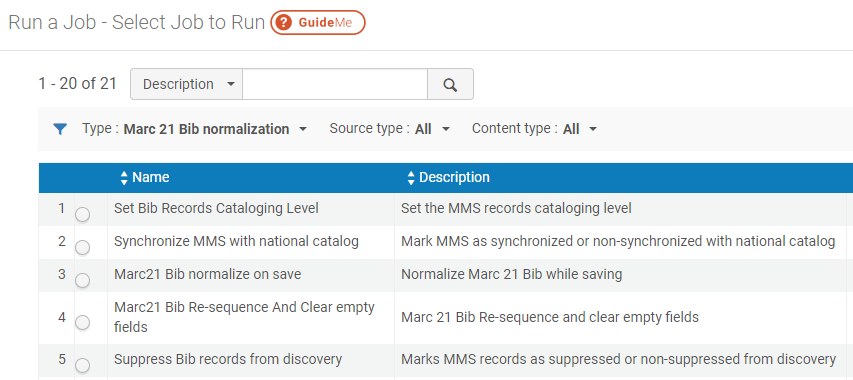 Run a Job - Select Job to Run ? GuideMe
1 - 20 of 21 Description
Type : Marc 21 Bib normalization Source type : All Content type : All
Name Description
1 Set Bib Records Cataloging Level Set the MMS records cataloging level
2 Synchronize MMS with national catalog Mark MMS as synchronized or non-synchronized with national catalog
3 Marc21 Bib normalize on save Normalize Marc 21 Bib while saving
4 Marc21 Bib Re-sequence And Clear empty
fields Marc 21 Bib Re-sequence and clear empty fields
5 Suppress Bib records from discovery Marks MMS records as suppressed or non-suppressed from discovery